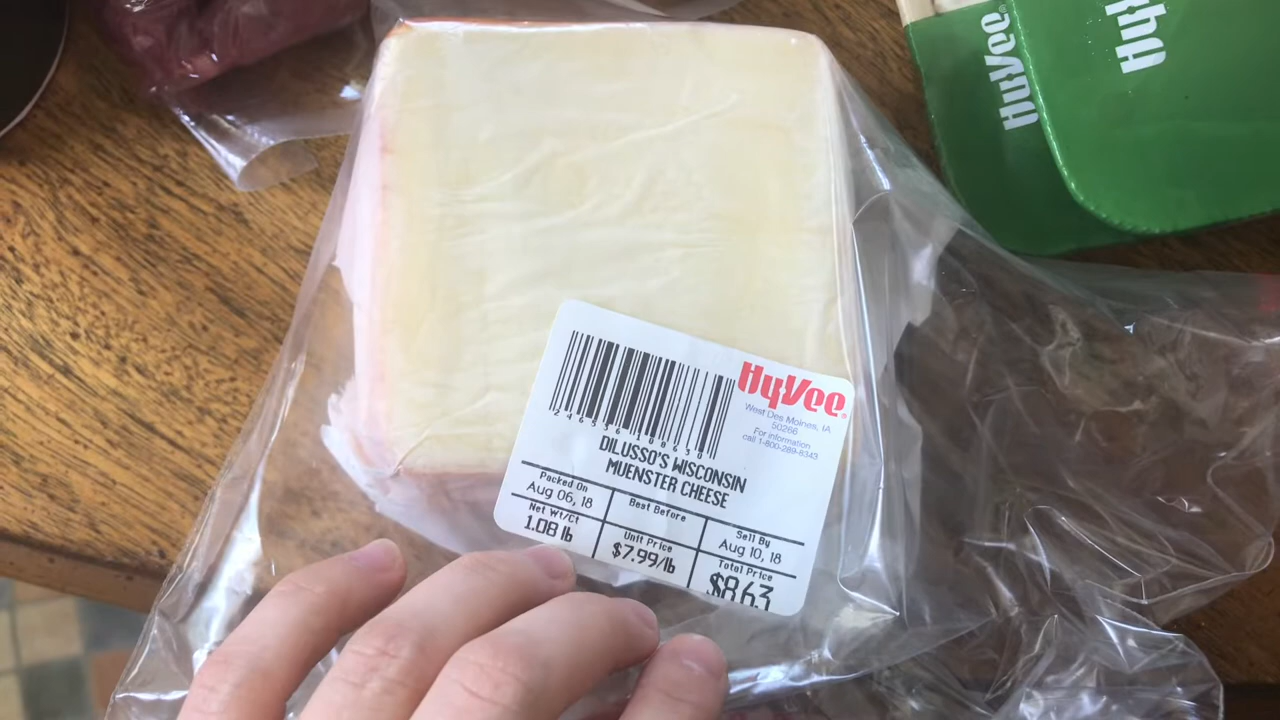 HyVee
HyVee
HyVee
West Des Moines, IA
50266
For information
call 1-800-289-8343
DILUSSO'S WISCONSIN
MUENSTER CHEESE
Packed On
Aug 06, 18
Best Before
Sell By
Aug 10, 18
Net Wt/Ct
1.08 lb
Unit Price
$7.99/lb
Total Price
$8.63